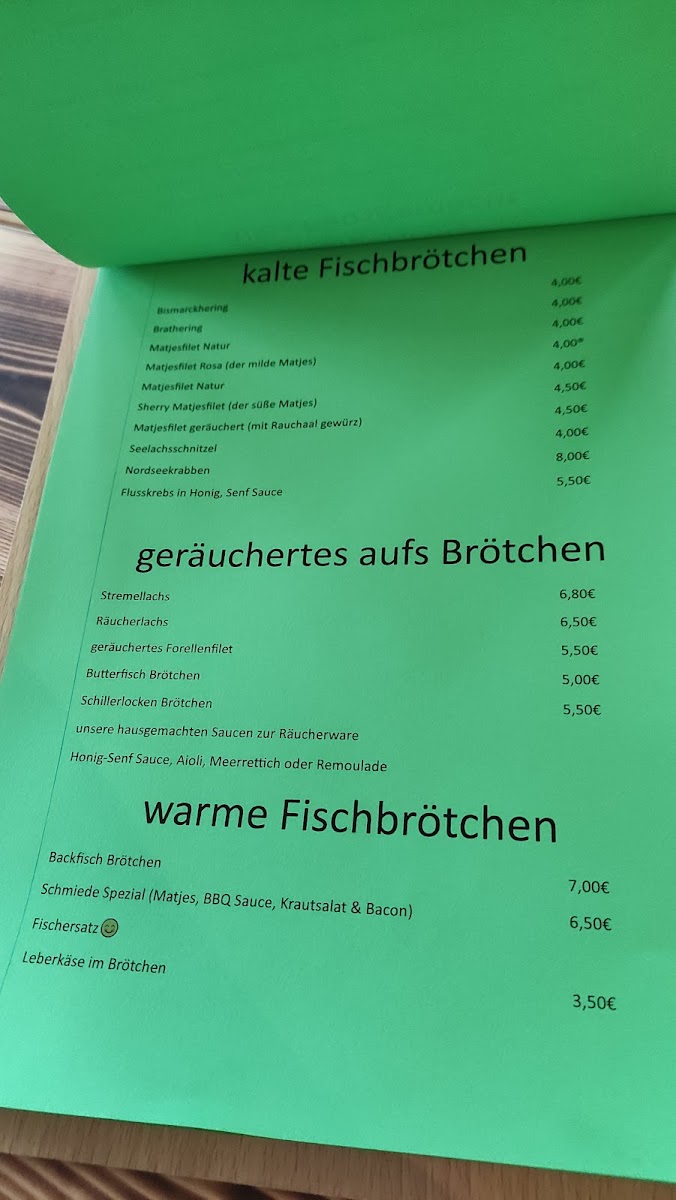 kalte Fischbrötchen
Bismarckhering 4,00€
Brathering 4,00€
Matjesfilet Natur 4,00€
Matjesfilet Rosa (der milde Matjes) 4,00€
Matjesfilet Natur 4,00€
Sherry Matjesfilet (der süße Matjes) 4,50€
Matjesfilet geräuchert (mit Rauchaal gewürz) 4,50€
Seelachsschnitzel 4,00€
Nordseekrabben 8,00€
Flusskrebs in Honig, Senf Sauce 5,50€
geräuchertes aufs Brötchen
Stremellachs 6,80€
Räucherlachs 6,50€
geräuchertes Forellenfilet 5,50€
Butterfisch Brötchen 5,00€
Schillerlocken Brötchen 5,50€
unsere hausgemachten Saucen zur Räucherware
Honig-Senf Sauce, Aioli, Meerrettich oder Remoulade
warme Fischbrötchen
Backfisch Brötchen 7,00€
Schmiede Spezial (Matjes, BBQ Sauce, Krautsalat & Bacon) 6,50€
Fischersatz😊
Leberkäse im Brötchen 3,50€